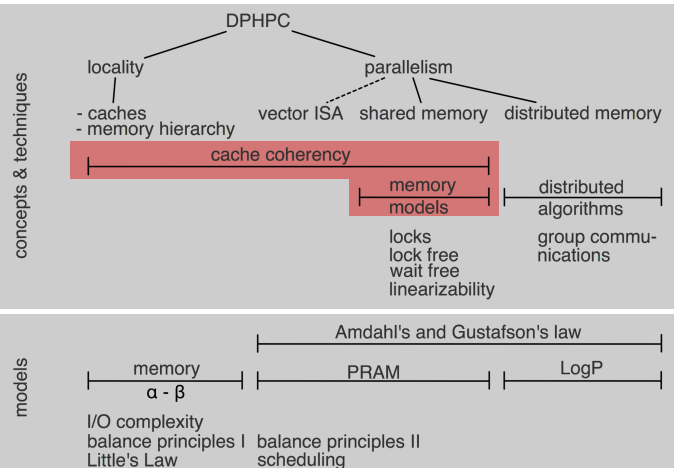 DPHPC
locality
parallelism
- caches
- memory hierarchy
vector ISA
shared memory
distributed memory
cache coherency
memory
models
distributed
algorithms
locks
lock free
wait free
linearizability
group commu-
nications
concepts & techniques
Amdahl's and Gustafson's law
memory
α - β
PRAM
LogP
I/O complexity
balance principles I
Little's Law
balance principles II
scheduling
models